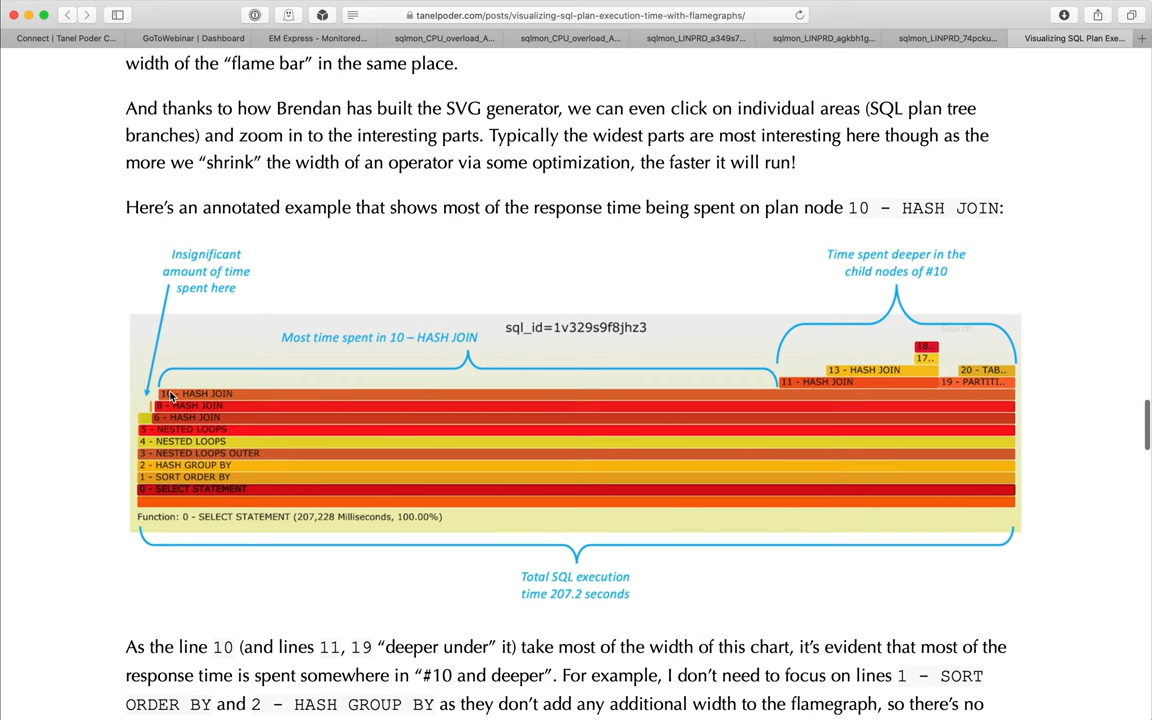 tanelpoder.com/posts/visualizing-sql-plan-execution-time-with-flamegraphs/
Connect | Tanel Poder C...
GoToWebinar | Dashboard
EM Express - Monitored...
sqlmon_CPU_overload_A...
sqlmon_CPU_overload_A...
sqlmon_LINPRD_a349s7...
sqlmon_LINPRD_agkbh1g...
sqlmon_LINPRD_74pcku...
Visualizing SQL Plan Exe...
width of the “flame bar” in the same place.
And thanks to how Brendan has built the SVG generator, we can even click on individual areas (SQL plan tree
branches) and zoom in to the interesting parts. Typically the widest parts are most interesting here though as the
more we “shrink” the width of an operator via some optimization, the faster it will run!
Here’s an annotated example that shows most of the response time being spent on plan node 10 - HASH JOIN:
Insignificant
amount of time
spent here
Time spent deeper in the
child nodes of #10
sql_id=1v329s9f8jhz3
Search
Most time spent in 10 – HASH JOIN
18..
17..
13 - HASH JOIN
20 - TAB..
11 - HASH JOIN
19 - PARTITI..
10 - HASH JOIN
8 - HASH JOIN
6 - HASH JOIN
5 - NESTED LOOPS
4 - NESTED LOOPS
3 - NESTED LOOPS OUTER
2 - HASH GROUP BY
1 - SORT ORDER BY
0 - SELECT STATEMENT
Function: 0 - SELECT STATEMENT (207,228 Milliseconds, 100.00%)
Total SQL execution
time 207.2 seconds
As the line 10 (and lines 11, 19 “deeper under” it) take most of the width of this chart, it’s evident that most of the
response time is spent somewhere in “#10 and deeper”. For example, I don’t need to focus on lines 1 - SORT
ORDER BY and 2 - HASH GROUP BY as they don’t add any additional width to the flamegraph, so there’s no